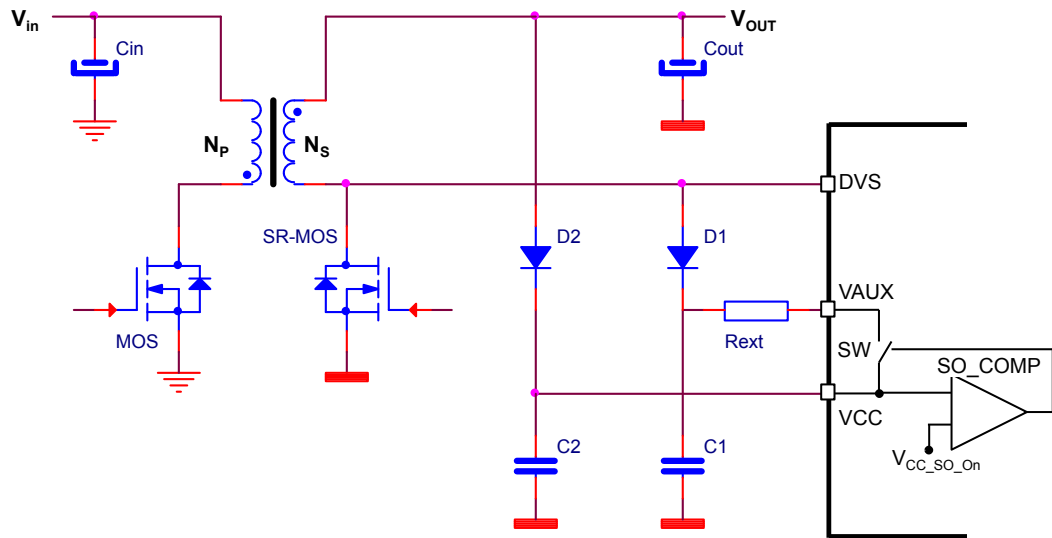 Vin
VOUT
Cin
Cout
NP
NS
DVS
SR-MOS
D2
D1
VAUX
MOS
Rext
SW
SO_COMP
VCC
C2
C1
VCC_SO_On